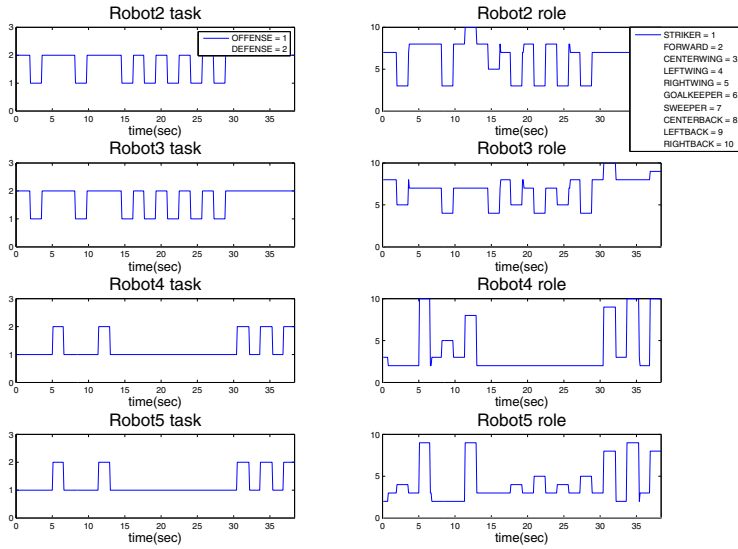 Robot2 task
3
2
1
0
OFFENSE = 1
DEFENSE = 2
0 5 10 15 20 25 30 35
time(sec)
Robot2 role
10
5
0
STRIKER = 1
FORWARD = 2
CENTERWING = 3
LEFTWING = 4
RIGHTWING = 5
GOALKEEPER = 6
SWEEPER = 7
CENTERBACK = 8
LEFTBACK = 9
RIGHTBACK = 10
0 5 10 15 20 25 30
time(sec)
Robot3 task
3
2
1
0
0 5 10 15 20 25 30 35
time(sec)
Robot3 role
10
5
0
0 5 10 15 20 25 30 35
time(sec)
Robot4 task
3
2
1
0
0 5 10 15 20 25 30 35
time(sec)
Robot4 role
10
5
0
0 5 10 15 20 25 30 35
time(sec)
Robot5 task
3
2
1
0
0 5 10 15 20 25 30 35
time(sec)
Robot5 role
10
5
0
0 5 10 15 20 25 30 35
time(sec)